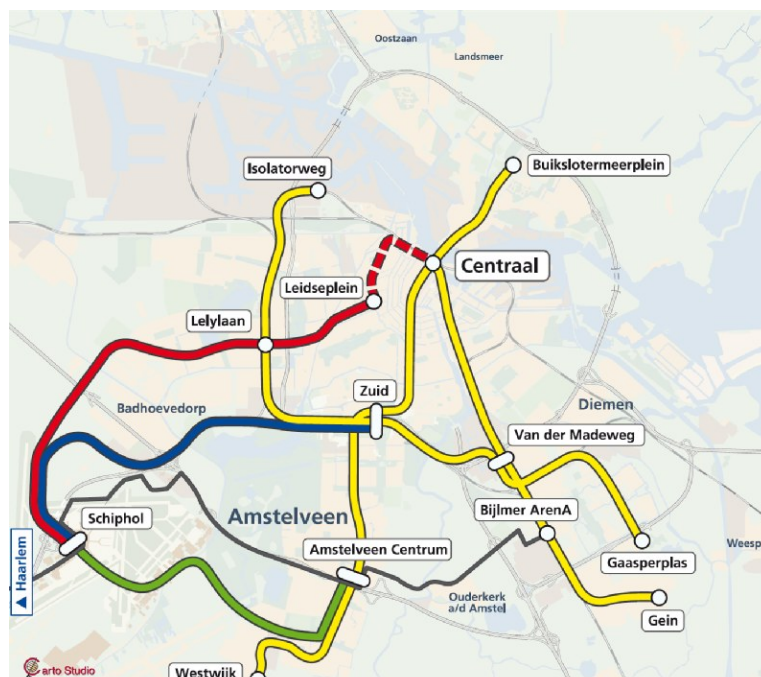 Oostzaan
Landsmeer
Isolatorweg
Buikslotermeerplein
Centraal
Leidseplein
Lelylaan
Zuid
Badhoevedorp
Diemen
Van der Madeweg
Schiphol
Amstelveen
Bijlmer ArenA
Weesp
Amstelveen Centrum
Gaasperplas
▲ Haarlem
Ouderkerk
a/d Amstel
Gein
Westwijk
Carto Studio